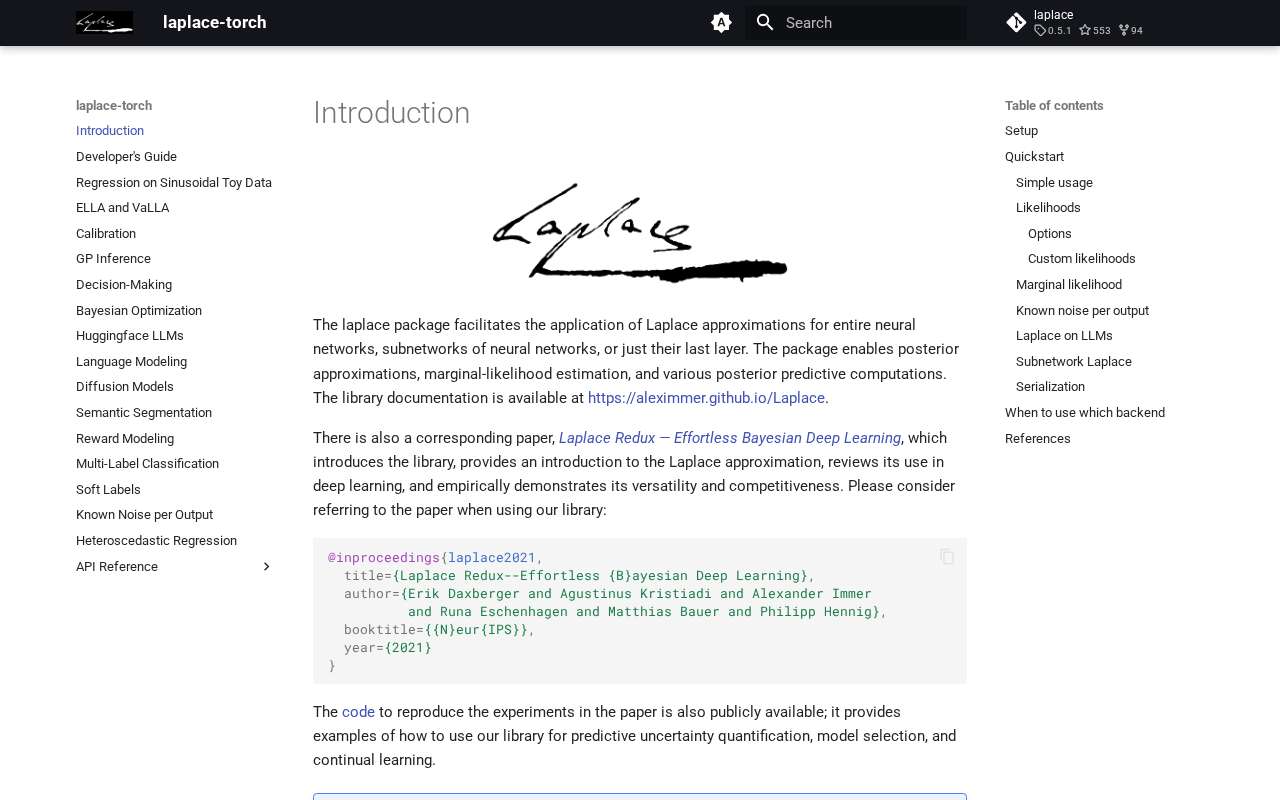 Laplace
laplace-torch
A
Search
laplace
0.5.1 553 94
laplace-torch
Introduction
Developer's Guide
Regression on Sinusoidal Toy Data
ELLA and VaLLA
Calibration
GP Inference
Decision-Making
Bayesian Optimization
Huggingface LLMs
Language Modeling
Diffusion Models
Semantic Segmentation
Reward Modeling
Multi-Label Classification
Soft Labels
Known Noise per Output
Heteroscedastic Regression
API Reference
Introduction
Laplace
The laplace package facilitates the application of Laplace approximations for entire neural
networks, subnetworks of neural networks, or just their last layer. The package enables posterior
approximations, marginal-likelihood estimation, and various posterior predictive computations.
The library documentation is available at https://aleximmer.github.io/Laplace.
There is also a corresponding paper, Laplace Redux — Effortless Bayesian Deep Learning, which
introduces the library, provides an introduction to the Laplace approximation, reviews its use in
deep learning, and empirically demonstrates its versatility and competitiveness. Please consider
referring to the paper when using our library:
@inproceedings{laplace2021,
  title={Laplace Redux--Effortless {B}ayesian Deep Learning},
  author={Erik Daxberger and Agustinus Kristiadi and Alexander Immer
          and Runa Eschenhagen and Matthias Bauer and Philipp Hennig},
  booktitle={{N}eur{IPS}},
  year={2021}
}
The code to reproduce the experiments in the paper is also publicly available; it provides
examples of how to use our library for predictive uncertainty quantification, model selection, and
continual learning.
Table of contents
Setup
Quickstart
Simple usage
Likelihoods
Options
Custom likelihoods
Marginal likelihood
Known noise per output
Laplace on LLMs
Subnetwork Laplace
Serialization
When to use which backend
References